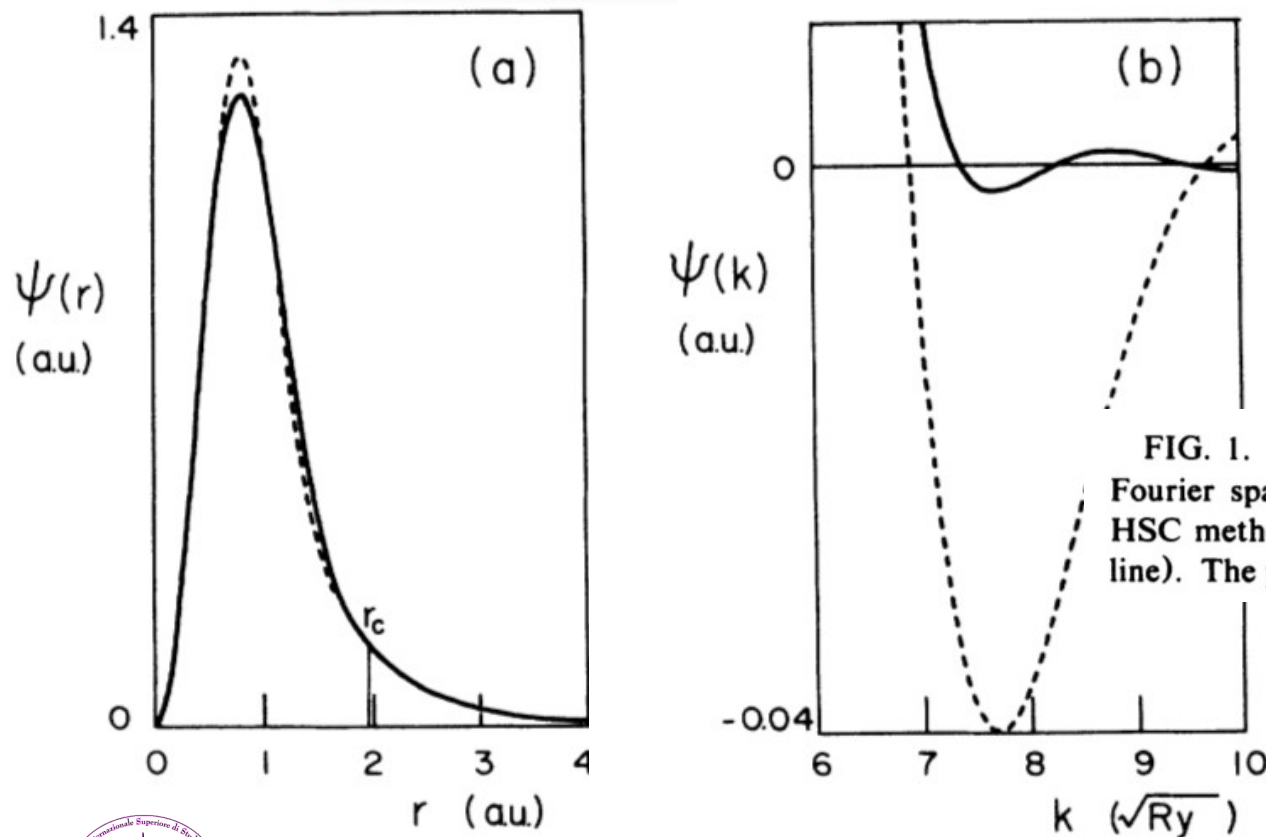 1.4
(a)
ψ(r)
(a.u.)
r_c
0
0 1 2 3 4
r (a.u.)
(b)
0
ψ(k)
(a.u.)
-0.04
6 7 8 9 10
k (√Ry)
FIG. 1.
Fourier spa
HSC meth
line). The